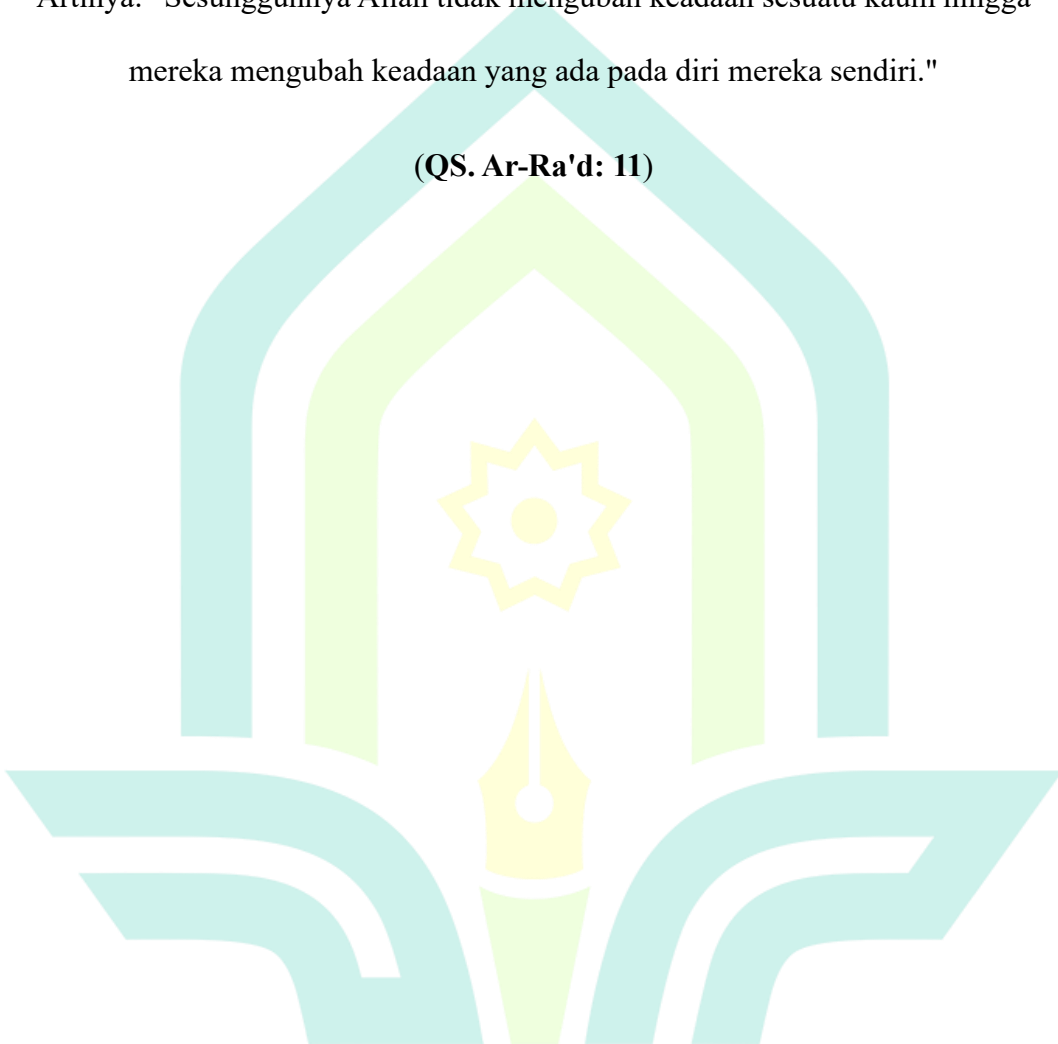 Artinya: "Sesungguhnya Allah tidak mengubah keadaan sesuatu kaum hingga
mereka mengubah keadaan yang ada pada diri mereka sendiri."
(QS. Ar-Ra'd: 11)